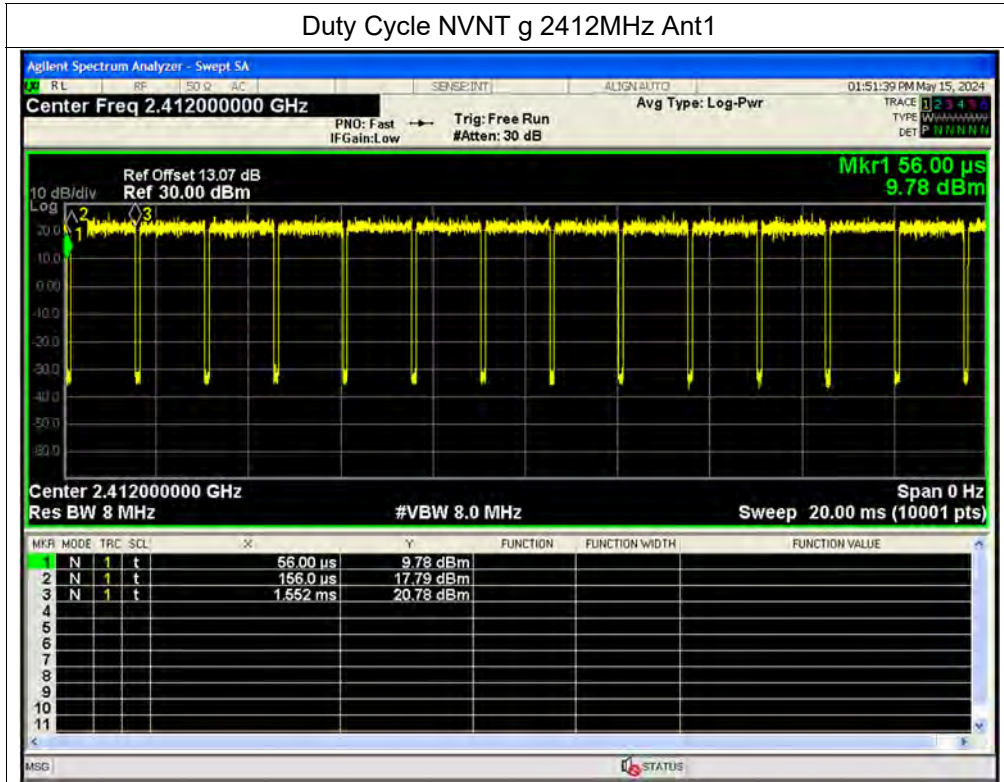 Duty Cycle NVNT g 2412MHz Ant1
Agilent Spectrum Analyzer - Swept SA
LXI RL RF 50 Ω AC SENSE:INT ALIGN AUTO 01:51:39 PM May 15, 2024
Center Freq 2.412000000 GHz Avg Type: Log-Pwr TRACE 1 2 3 4 5 6
PNO: Fast Trig: Free Run TYPE W
IFGain:Low #Atten: 30 dB DET P N N N N N
Mkr1 56.00 µs
Ref Offset 13.07 dB
10 dB/div Ref 30.00 dBm 9.78 dBm
Log
2 3
20.0 1
10.0
0.00
-10.0
-20.0
-30.0
-40.0
-50.0
-60.0
Center 2.412000000 GHz Span 0 Hz
Res BW 8 MHz #VBW 8.0 MHz Sweep 20.00 ms (10001 pts)
MKR MODE TRC SCL X Y FUNCTION FUNCTION WIDTH FUNCTION VALUE
1 N 1 t 56.00 µs 9.78 dBm
2 N 1 t 156.0 µs 17.79 dBm
3 N 1 t 1.552 ms 20.78 dBm
4
5
6
7
8
9
10
11
MSG STATUS